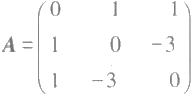 A = ( 0 1 1
1 0 -3
1 -3 0 )